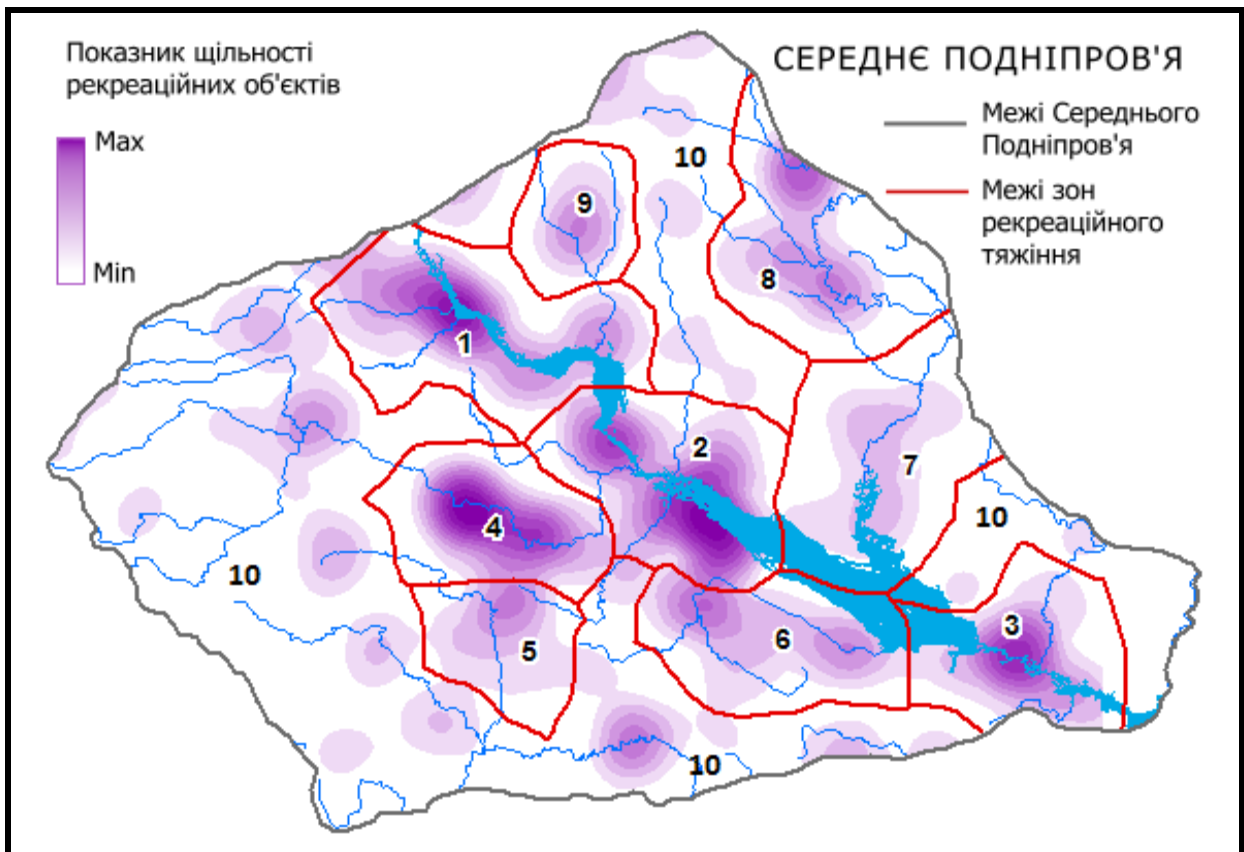 Показник щільності
рекреаційних об'єктів
Max
Min
СЕРЕДНЄ ПОДНІПРОВ'Я
Межі Середнього
Подніпров'я
Межі зон
рекреаційного
тяжіння
10
9
8
1
2
7
4
10
10
3
5
6
10